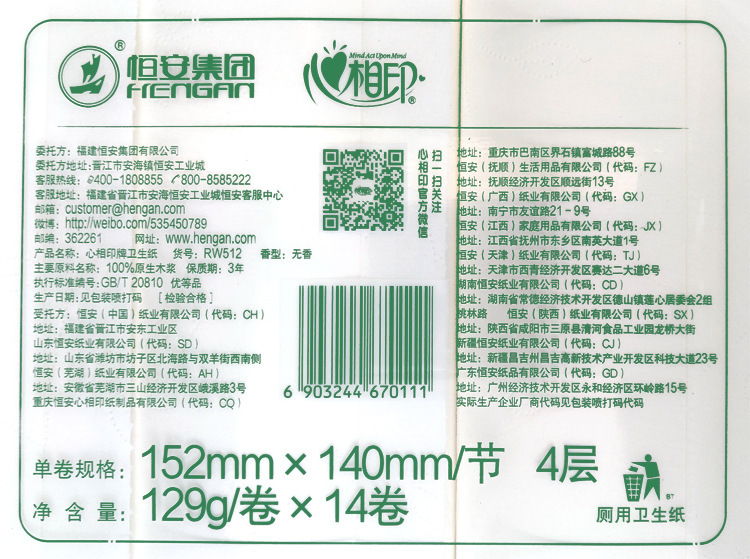 恒安集团®
HENGAN
Mind Act Upon Mind
心相印®
委托方：福建恒安集团有限公司
委托方地址:晋江市安海镇恒安工业城
客服热线：400-1808855 800-8585222
客服地址：福建省晋江市安海恒安工业城恒安客服中心
邮箱：customer@hengan.com
微博：http://weibo.com/535450789
邮编：362261 网址：www.hengan.com
产品名称：心相印牌卫生纸 货号：RW512 香型：无香
主要原料名称：100%原生木浆 保质期：3年
执行标准编号:GB/T 20810 优等品
生产日期:见包装喷打码 [检验合格]
受托方：恒安（中国）纸业有限公司（代码：CH）
地址：福建省晋江市安东工业区
山东恒安纸业有限公司（代码：SD）
地址：山东省潍坊市坊子区北海路与双羊街西南侧
恒安（芜湖）纸业有限公司（代码：AH）
地址：安徽省芜湖市三山经济开发区峨溪路3号
重庆恒安心相印纸制品有限公司（代码：CQ）
扫一扫关注
心相印官方微信
6 903244 670111
地址：重庆市巴南区界石镇富城路88号
恒安（抚顺）生活用品有限公司（代码：FZ）
地址：抚顺经济开发区顺远街13号
恒安（广西）纸业有限公司（代码：GX）
地址：南宁市友谊路21-9号
恒安（江西）家庭用品有限公司（代码：JX）
地址：江西省抚州市东乡区南英大道1号
恒安（天津）纸业有限公司（代码：TJ）
地址：天津市西青经济开发区赛达二大道6号
湖南恒安纸业有限公司（代码：CD）
地址：湖南省常德经济技术开发区德山镇莲心居委会2组
桃林路 恒安（陕西）纸业有限公司（代码：SX）
地址：陕西省咸阳市三原县清河食品工业园龙桥大街
新疆恒安纸业有限公司（代码：CJ）
地址：新疆昌吉州昌吉高新技术产业开发区科技大道23号
广东恒安纸品有限公司（代码：GD）
地址：广州经济技术开发区永和经济区环岭路15号
实际生产企业厂商代码见包装喷打码代码
单卷规格：152mm×140mm/节 4层
净含量：129g/卷×14卷
BT
厕用卫生纸